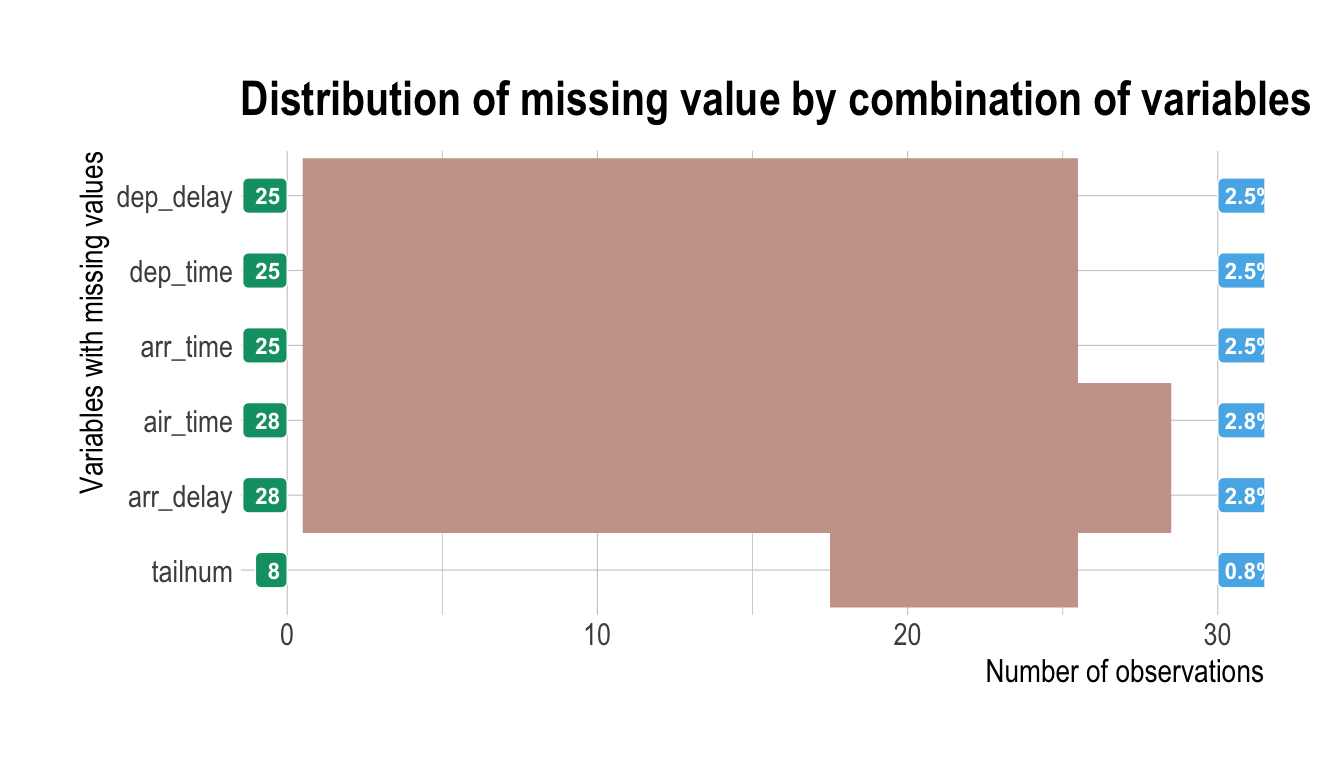 Distribution of missing value by combination of variables
Variables with missing values
dep_delay 25 2.5%
dep_time 25 2.5%
arr_time 25 2.5%
air_time 28 2.8%
arr_delay 28 2.8%
tailnum 8 0.8%
0 10 20 30
Number of observations